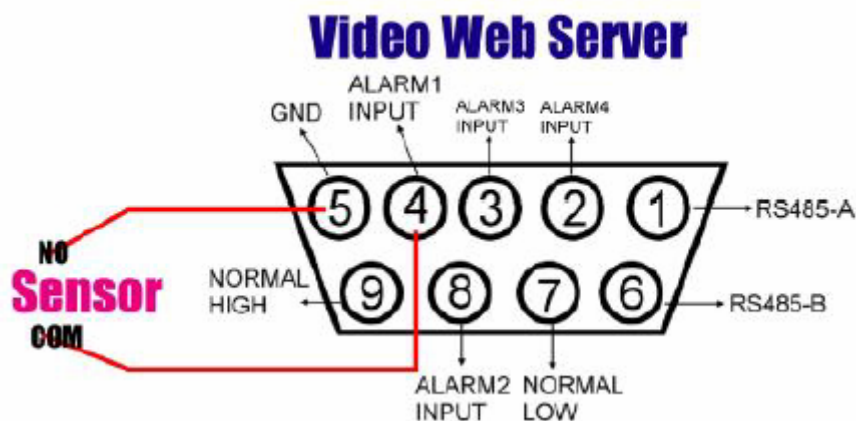 Video Web Server
GND
ALARM1
INPUT
ALARM3
INPUT
ALARM4
INPUT
5
4
3
2
1
RS485-A
NO
Sensor
COM
NORMAL
HIGH
9
8
7
6
RS485-B
ALARM2
INPUT
NORMAL
LOW